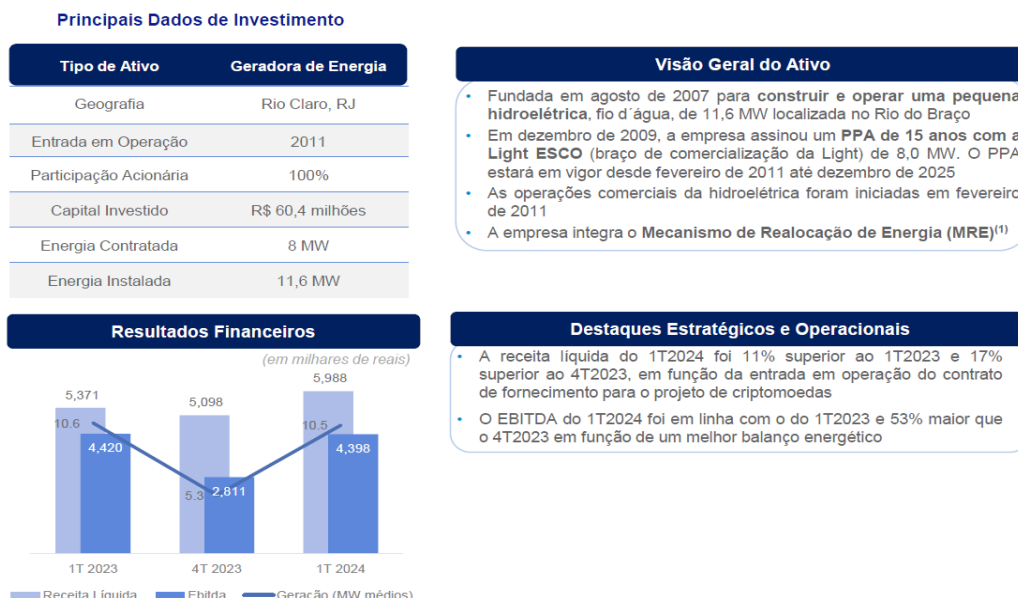 Principais Dados de Investimento
Tipo de Ativo Geradora de Energia
Geografia Rio Claro, RJ
Entrada em Operação 2011
Participação Acionária 100%
Capital Investido R$ 60,4 milhões
Energia Contratada 8 MW
Energia Instalada 11,6 MW
Visão Geral do Ativo
• Fundada em agosto de 2007 para construir e operar uma pequena
hidroelétrica, fio d´água, de 11,6 MW localizada no Rio do Braço
• Em dezembro de 2009, a empresa assinou um PPA de 15 anos com a
Light ESCO (braço de comercialização da Light) de 8,0 MW. O PPA
estará em vigor desde fevereiro de 2011 até dezembro de 2025
• As operações comerciais da hidroelétrica foram iniciadas em fevereiro
de 2011
• A empresa integra o Mecanismo de Realocação de Energia (MRE)(1)
Resultados Financeiros
(em milhares de reais)
5,371
5,098
5,988
10.6
5.3
10.5
4,420
2,811
4,398
1T 2023 4T 2023 1T 2024
Receita Líquida Ebitda Geração (MW médios)
Destaques Estratégicos e Operacionais
• A receita líquida do 1T2024 foi 11% superior ao 1T2023 e 17%
superior ao 4T2023, em função da entrada em operação do contrato
de fornecimento para o projeto de criptomoedas
• O EBITDA do 1T2024 foi em linha com o do 1T2023 e 53% maior que
o 4T2023 em função de um melhor balanço energético